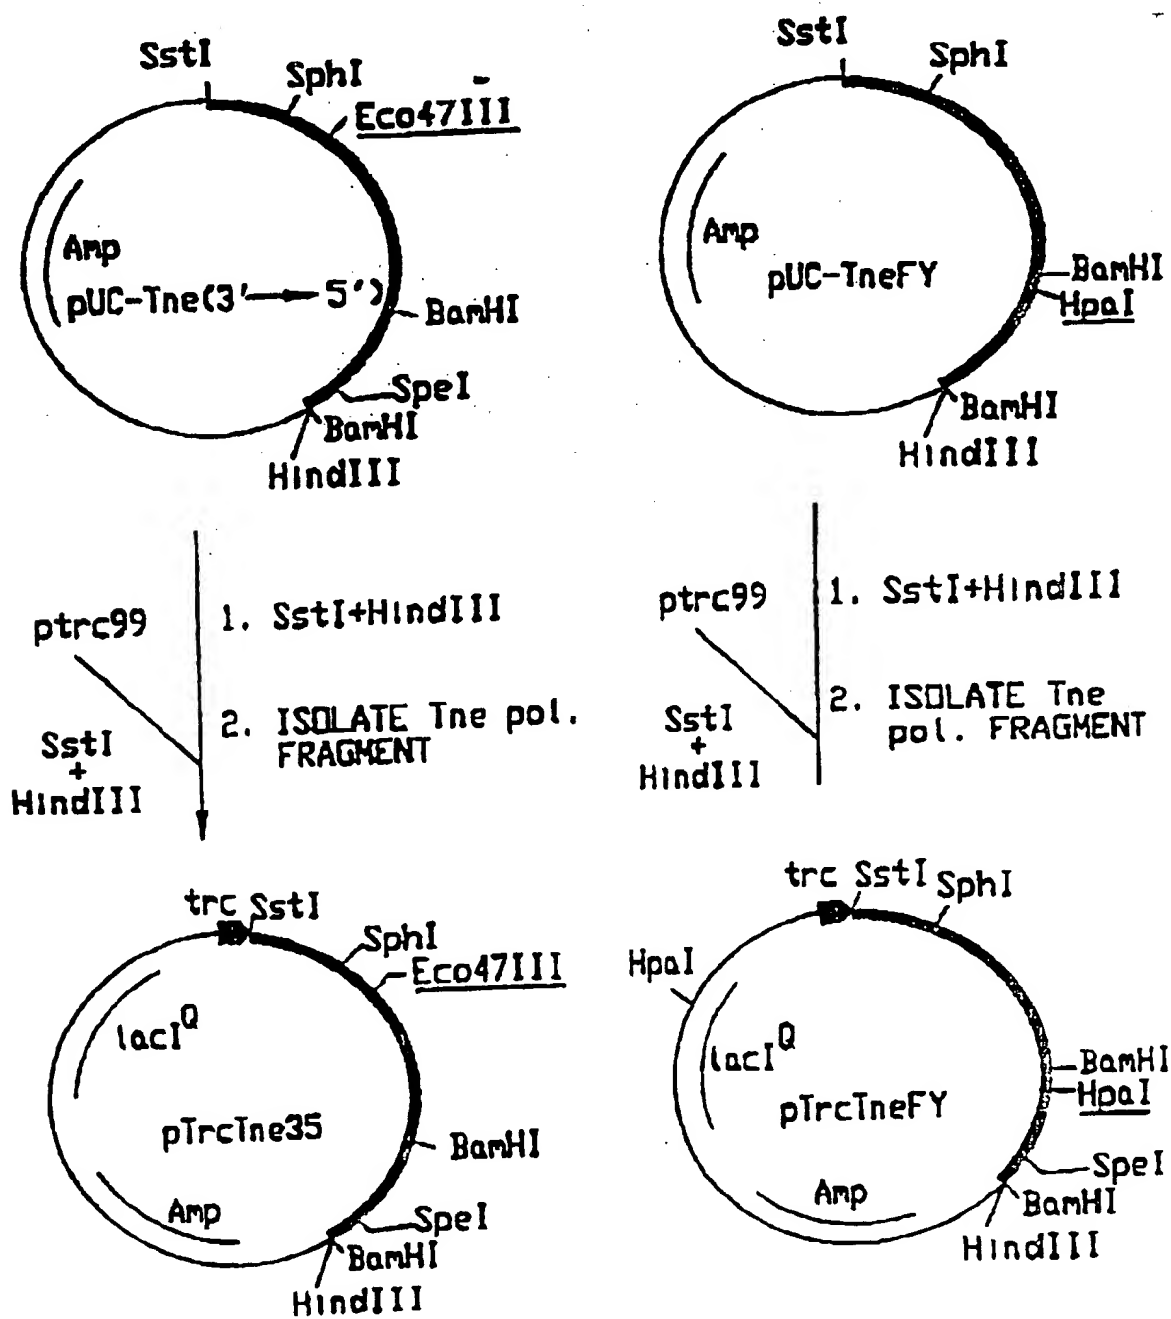 SstI
SphI
Eco47III
Amp
pUC-Tne(3'→5')
BamHI
SpeI
BamHI
HindIII
SstI
SphI
Amp
pUC-TneFY
BamHI
HpaI
BamHI
HindIII
ptrc99
SstI
+
HindIII
1. SstI+HindIII
2. ISOLATE Tne pol.
FRAGMENT
ptrc99
SstI
+
HindIII
1. SstI+HindIII
2. ISOLATE Tne
pol. FRAGMENT
trc SstI
SphI
Eco47III
lacI^Q
pTrcTne35
BamHI
Amp
SpeI
BamHI
HindIII
trc SstI SphI
HpaI
lacI^Q
BamHI
HpaI
pTrcTneFY
SpeI
Amp
BamHI
HindIII